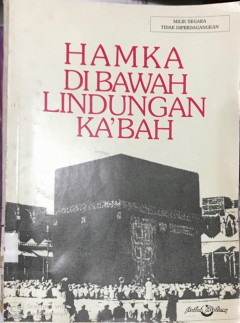 MILIK NEGARA
TIDAK DIPERDAGANGKAN
HAMKA
DI BAWAH
LINDUNGAN
KA'BAH